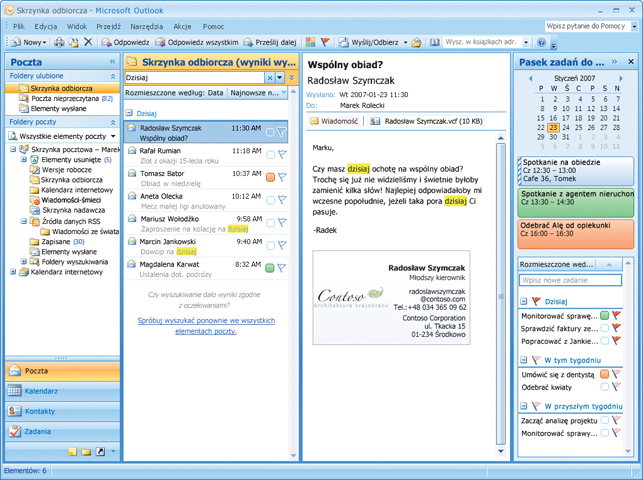 Skrzynka odbiorcza - Microsoft Outlook
Plik Edycja Widok Przejdź Narzędzia Akcje Pomoc
Wpisz pytanie do Pomocy
Nowy Odpowiedz Odpowiedz wszystkim Prześlij dalej Wyślij/Odbierz Wysz. w książkach adr.
Poczta
Foldery ulubione
Skrzynka odbiorcza
Poczta nieprzeczytana (82)
Elementy wysłane
Foldery poczty
Wszystkie elementy poczty
Skrzynka pocztowa – Marek
Elementy usunięte (5)
Wersje robocze
Skrzynka odbiorcza
Kalendarz internetowy
Wiadomości-śmieci
Skrzynka nadawcza
Źródła danych RSS
Wiadomości ze świata
Zapisane (30)
Elementy wysłane
Foldery wyszukiwania
Kalendarz internetowy
Poczta
Kalendarz
Kontakty
Zadania
Elementów: 6
Skrzynka odbiorcza (wyniki wy...
Dzisiaj
Rozmieszczone według: Data Najnowsze n...
Dzisiaj
Radosław Szymczak 11:30 AM
Wspólny obiad?
Rafał Rumian 11:18 AM
Zlot z okazji 15-lecia roku
Tomasz Bator 10:37 AM
Obiad w niedzielę
Aneta Olecka 10:12 AM
Mecz małej ligi anulowany
Mariusz Wołodźko 9:58 AM
Zaproszenie na kolację na dzisiaj
Marcin Jankowski 9:40 AM
Dowcip na dzisiaj
Magdalena Karwat 8:32 AM
Ustalenia dot. podróży
Czy wyszukiwanie dało wyniki zgodne
z oczekiwaniami?
Spróbuj wyszukać ponownie we wszystkich
elementach poczty.
Wspólny obiad?
Radosław Szymczak
Wysłano: Wt 2007-01-23 11:30
Do: Marek Rolecki
Wiadomość Radosław Szymczak.vcf (10 KB)
Marku,
Czy masz dzisiaj ochotę na wspólny obiad?
Trochę się już nie widzieliśmy i świetnie byłoby
zamienić kilka słów! Najlepiej odpowiadałoby mi
wczesne popołudnie, jeżeli taka pora dzisiaj Ci
pasuje.
-Radek
Radosław Szymczak
Młodszy kierownik
radoslawszymczak
@contoso.com
Tel.:+48 034 365 09 62
Contoso Corporation
ul. Tkacka 15
01-234 Środkowo
Contoso
Architektura krajobrazu
Pasek zadań do ...
Styczeń 2007
P W Ś C P S N
1 2 3 4 5 6 7
8 9 10 11 12 13 14
15 16 17 18 19 20 21
22 23 24 25 26 27 28
29 30 31 1 2 3 4
5 6 7 8 9 10 11
Spotkanie na obiedzie
Cz 12:30 – 13:00
Cafe 36, Tomek
Spotkanie z agentem nieruchon
Cz 13:30 – 14:30
Odebrać Alę od opiekunki
Cz 16:00 – 16:30
Rozmieszczone wed...
Wpisz nowe zadanie
Dzisiaj
Monitorować sprawę...
Sprawdzić faktury ze...
Popracować z Jankie...
W tym tygodniu
Umówić się z dentystą
Odebrać kwiaty
W przyszłym tygodniu
Zacząć analizę projektu
Monitorować sprawy...